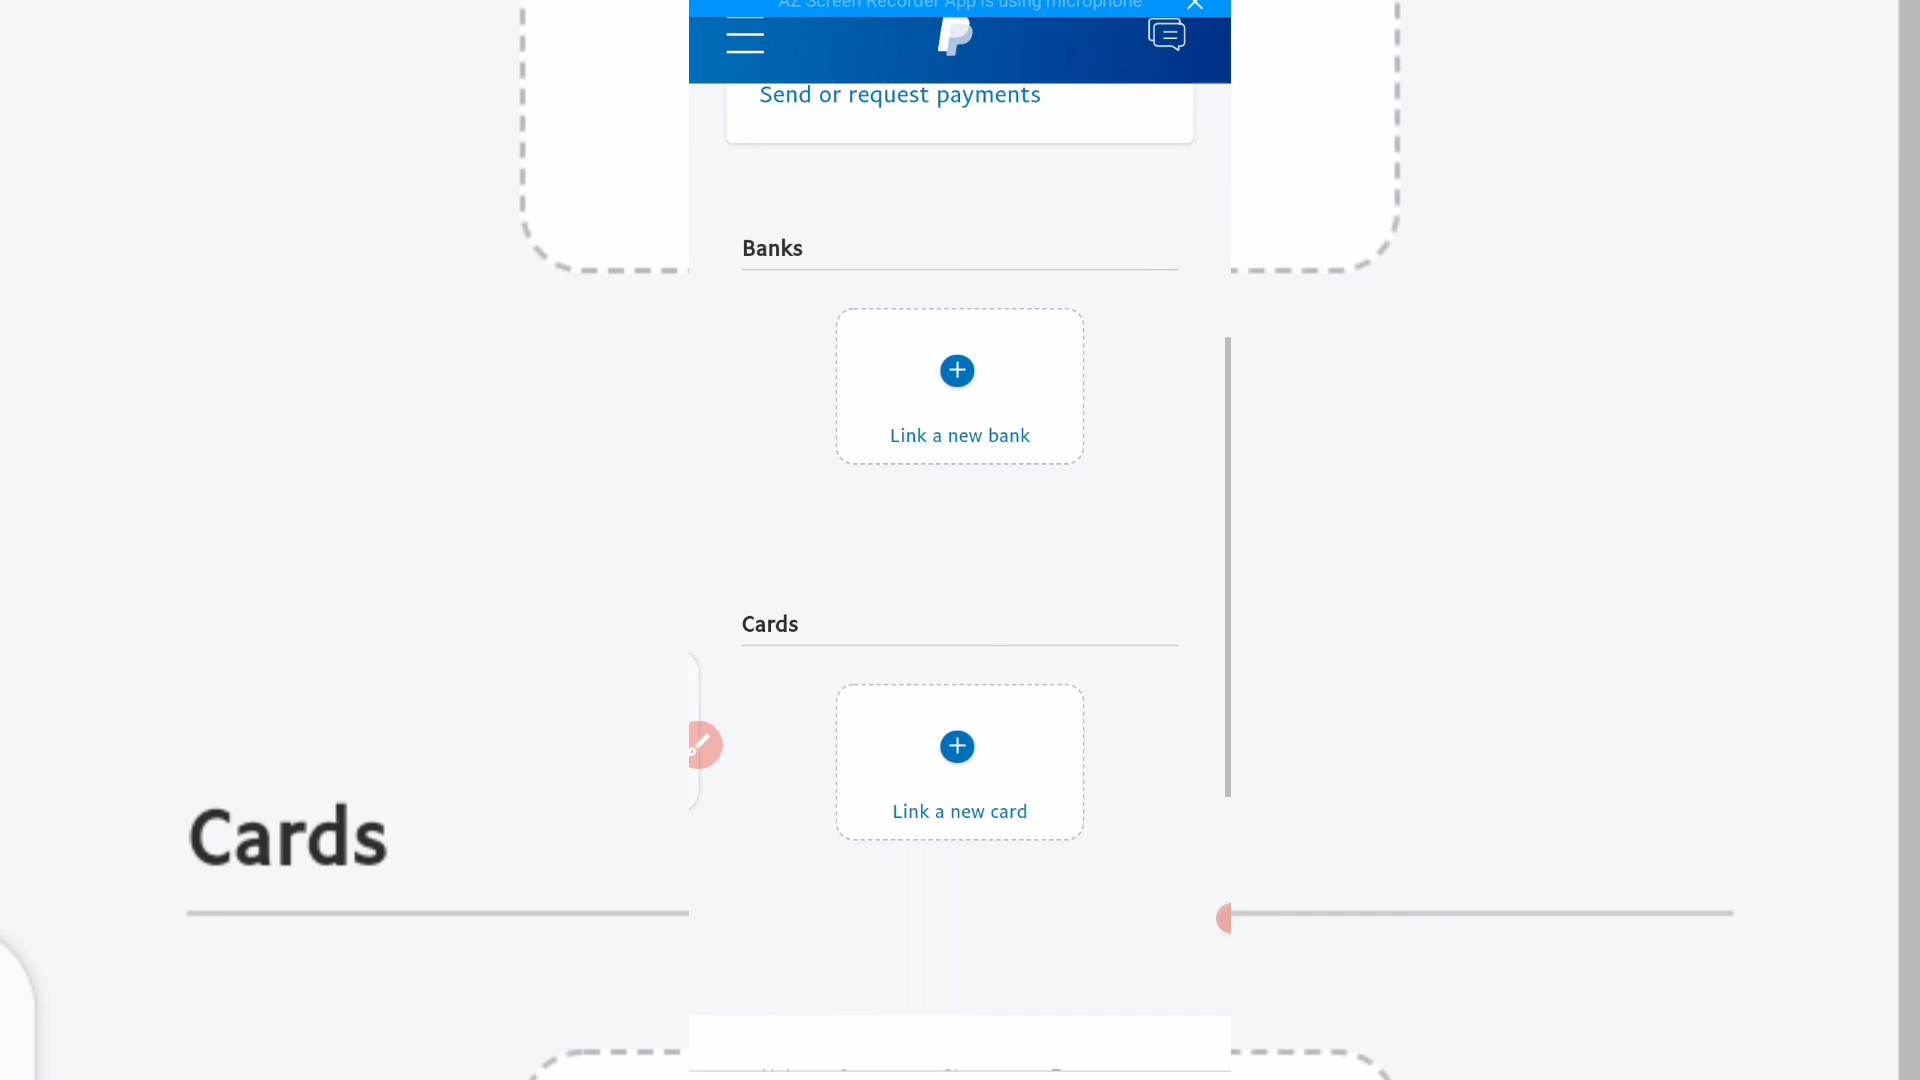 AZ Screen Recorder App is using microphone
Send or request payments
Banks
Link a new bank
Cards
Link a new card
Cards